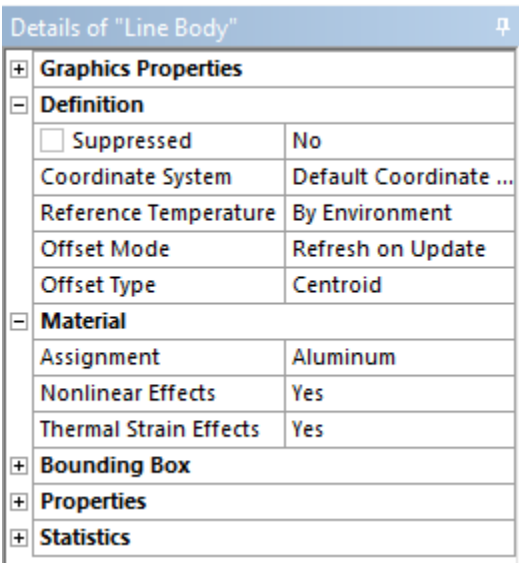 Details of "Line Body"
Graphics Properties
Definition
Suppressed No
Coordinate System Default Coordinate ...
Reference Temperature By Environment
Offset Mode Refresh on Update
Offset Type Centroid
Material
Assignment Aluminum
Nonlinear Effects Yes
Thermal Strain Effects Yes
Bounding Box
Properties
Statistics